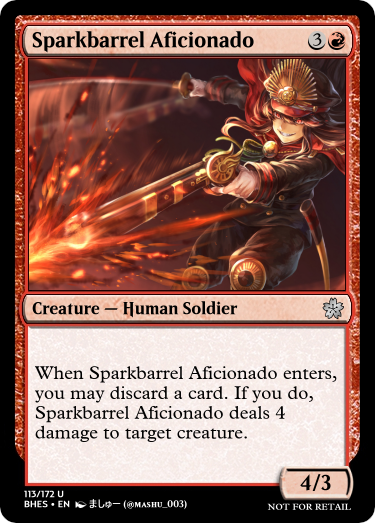 Sparkbarrel Aficionado 3
Creature — Human Soldier
When Sparkbarrel Aficionado enters,
you may discard a card. If you do,
Sparkbarrel Aficionado deals 4
damage to target creature.
4/3
113/172 U
BHES • EN ましゅー (@MASHU_003)
NOT FOR RETAIL